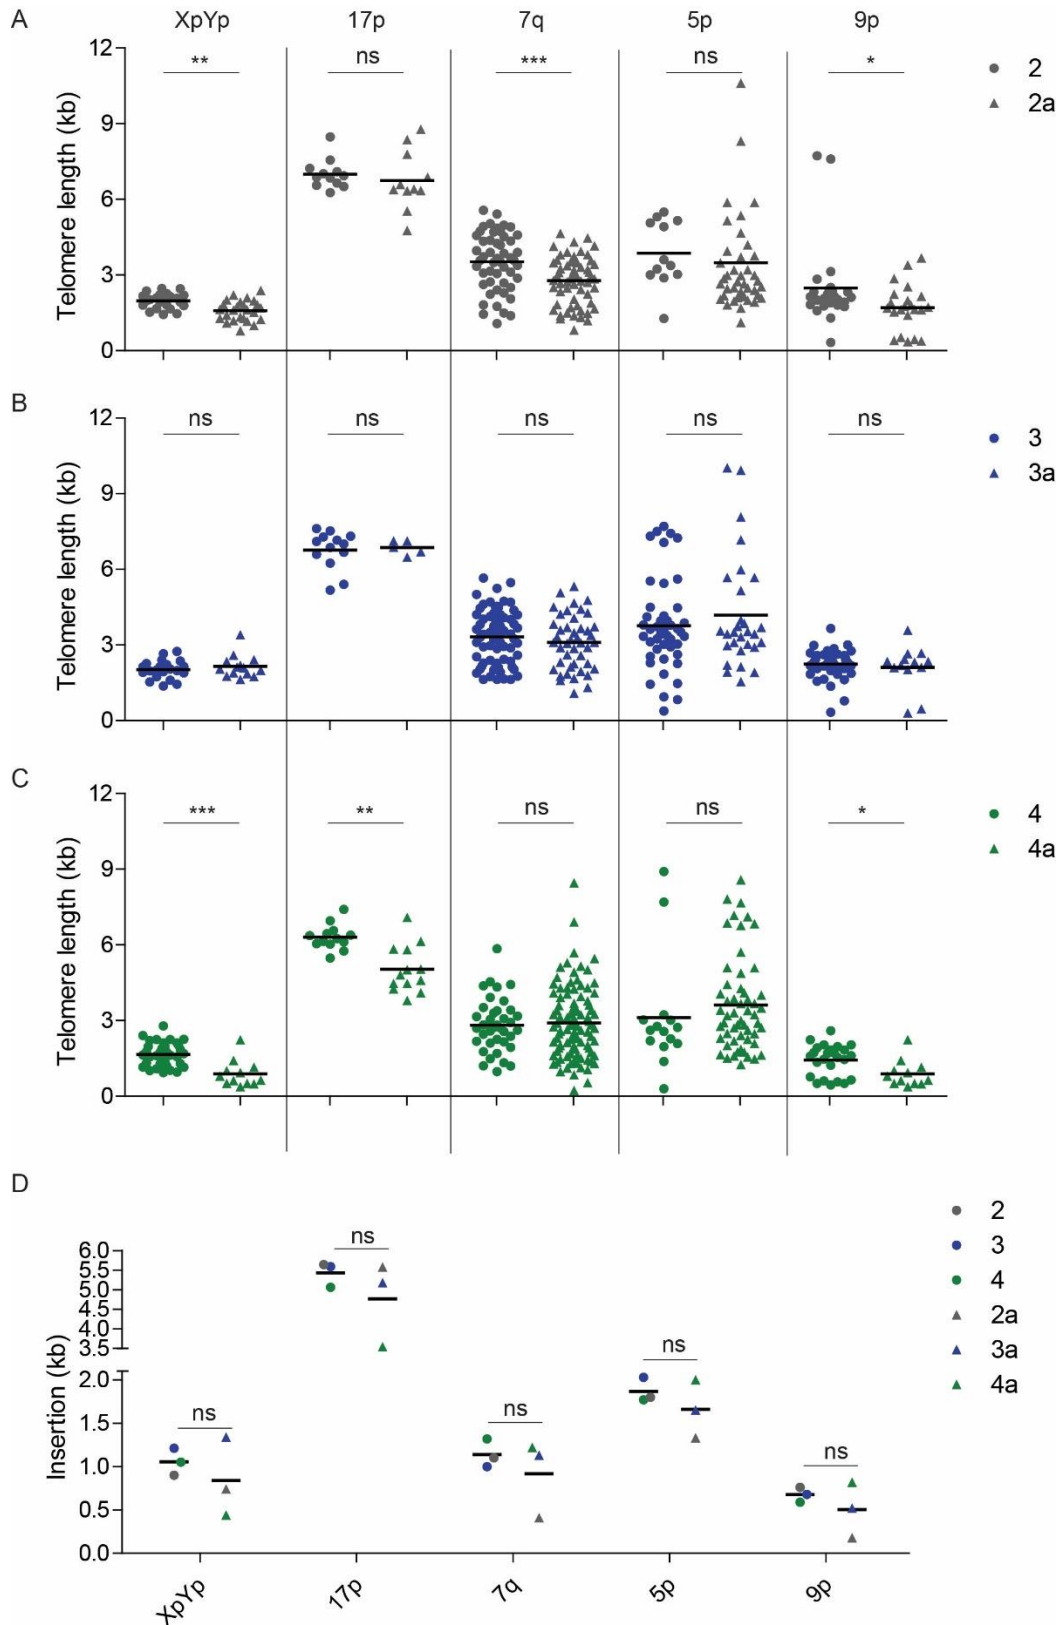 A
XpYp 17p 7q 5p 9p
Telomere length (kb)
12
9
6
3
0
** ns *** ns *
2
2a
B
Telomere length (kb)
12
9
6
3
0
ns ns ns ns ns
3
3a
C
Telomere length (kb)
12
9
6
3
0
*** ** ns ns *
4
4a
D
Insertion (kb)
6.0
5.5
5.0
4.5
4.0
3.5
2.0
1.5
1.0
0.5
0.0
ns ns ns ns ns
XpYp 17p 7q 5p 9p
2
3
4
2a
3a
4a